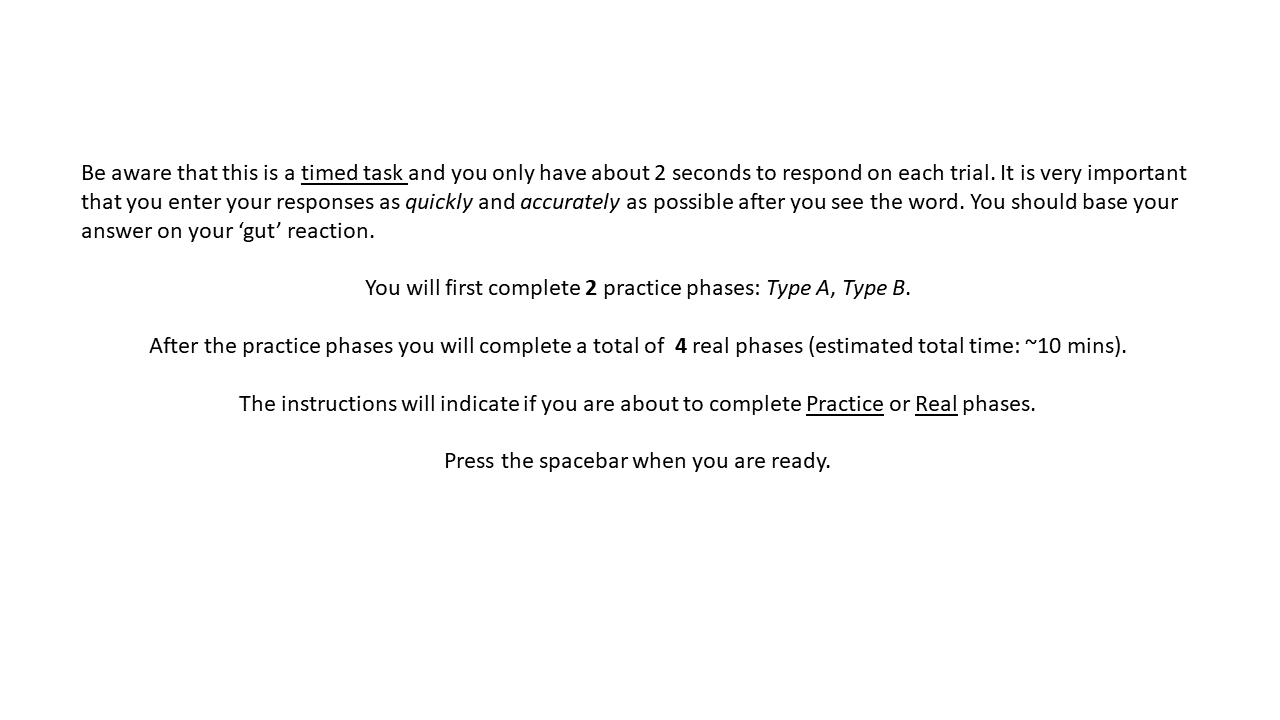 Be aware that this is a timed task and you only have about 2 seconds to respond on each trial. It is very important
that you enter your responses as quickly and accurately as possible after you see the word. You should base your
answer on your ‘gut’ reaction.
You will first complete 2 practice phases: Type A, Type B.
After the practice phases you will complete a total of 4 real phases (estimated total time: ~10 mins).
The instructions will indicate if you are about to complete Practice or Real phases.
Press the spacebar when you are ready.